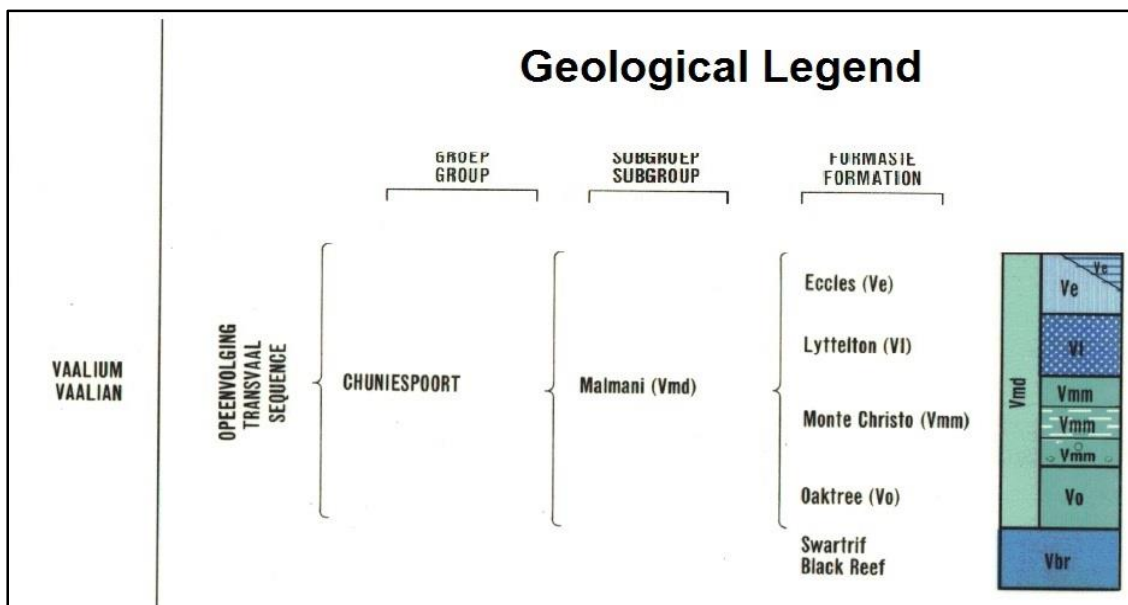 Geological Legend
GROEP
GROUP
SUBGROEP
SUBGROUP
FORMASIE
FORMATION
VAALIUM
VAALIAN
OPEENVOLGING
TRANSVAAL
SEQUENCE
CHUNIESPOORT
Malmani (Vmd)
Eccles (Ve)
Lyttelton (Vl)
Monte Christo (Vmm)
Oaktree (Vo)
Swartrif
Black Reef
Vmd
Ve
Ve
Vl
Vmm
Vmm
Vmm
Vo
Vbr